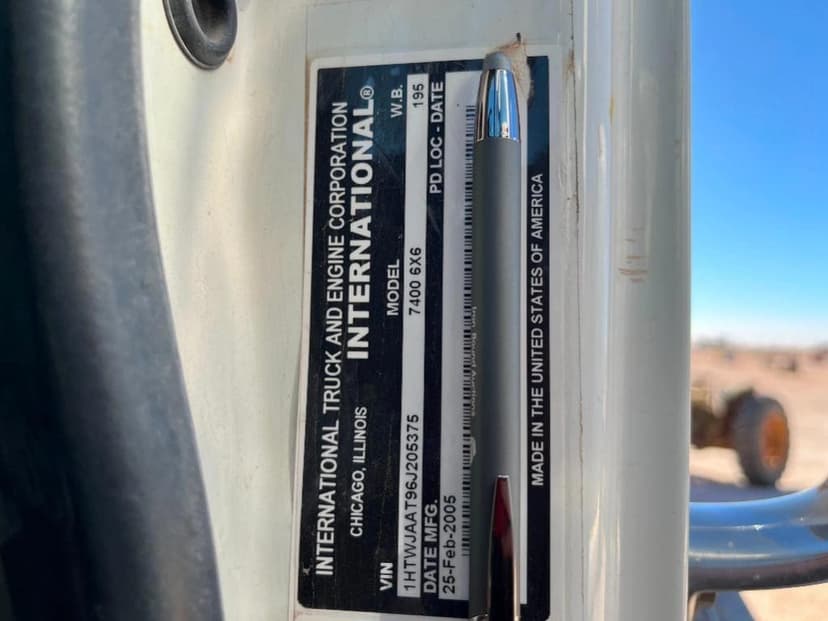 INTERNATIONAL TRUCK AND ENGINE CORPORATION
CHICAGO, ILLINOIS
INTERNATIONAL®
VIN MODEL W.B.
1HTWJAAT96J205375 7400 6X6 195
DATE MFG. PD LOC - DATE
25-Feb-2005
MADE IN THE UNITED STATES OF AMERICA